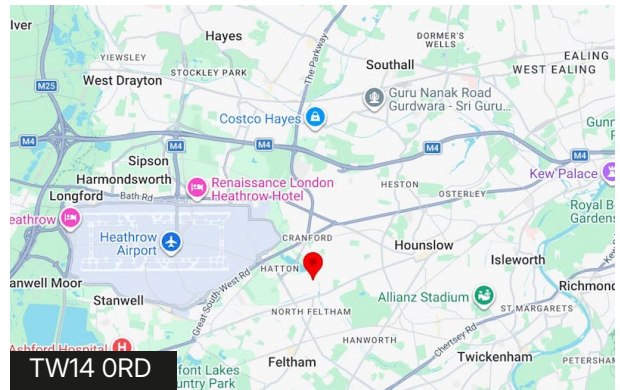 lver
Hayes
DORMER'S
WELLS
YIEWSLEY
The Parkway
EALING
STOCKLEY PARK
Southall
WEST EALING
M25
West Drayton
Guru Nanak Road
Gurdwara - Sri Guru...
Costco Hayes
Gunn
M4
M4
M4
M4
Sipson
Harmondsworth
Renaissance London
Heathrow Hotel
HESTON
Kew Palace
Longford
Bath Rd
OSTERLEY
eathrow
Royal B
Gardens
Heathrow
Airport
CRANFORD
Hounslow
Isleworth
HATTON
anwell Moor
Great South-West Rd
Richmond
Stanwell
Allianz Stadium
ST MARGARETS
NORTH FELTHAM
Chertsey Rd
HANWORTH
Ashford Hospital
H
Twickenham
PETERSHAM
TW14 0RD
Feltham
font Lakes
untry Park